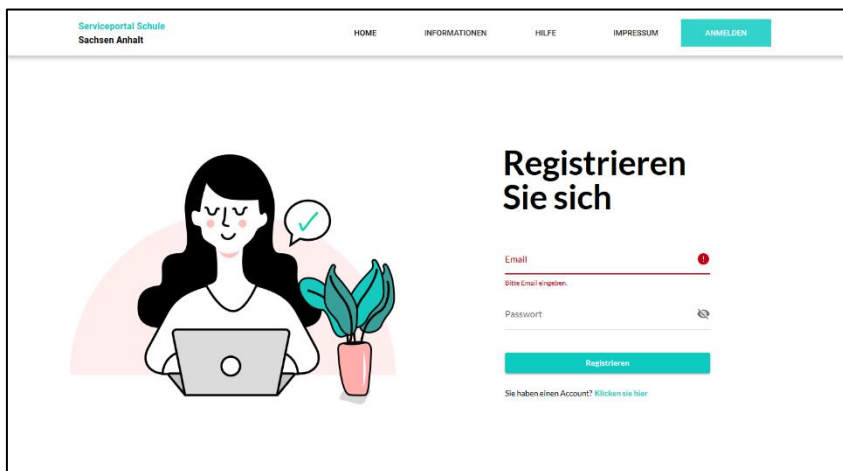 Serviceportal Schule
Sachsen Anhalt
HOME INFORMATIONEN HILFE IMPRESSUM ANMELDEN
Registrieren
Sie sich
Email
Bitte Email eingeben.
Passwort
Registrieren
Sie haben einen Account? Klicken sie hier